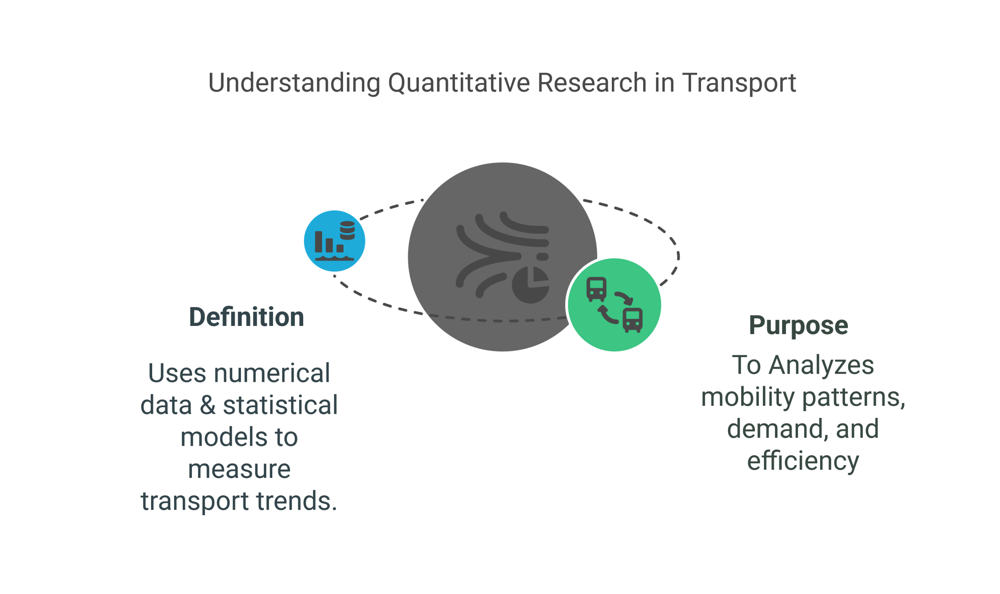 Understanding Quantitative Research in Transport
Definition
Uses numerical
data & statistical
models to
measure
transport trends.
Purpose
To Analyzes
mobility patterns,
demand, and
efficiency